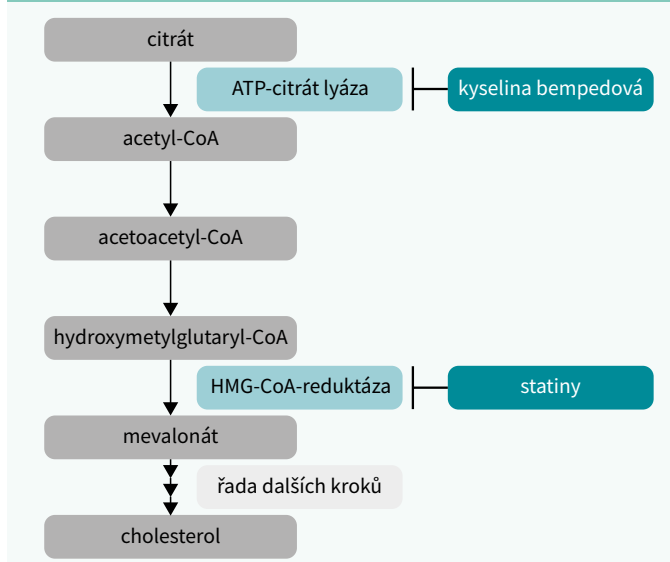 citrát
ATP-citrát lyáza
kyselina bempedová
acetyl-CoA
acetoacetyl-CoA
hydroxymetylglutaryl-CoA
HMG-CoA-reduktáza
statiny
mevalonát
řada dalších kroků
cholesterol